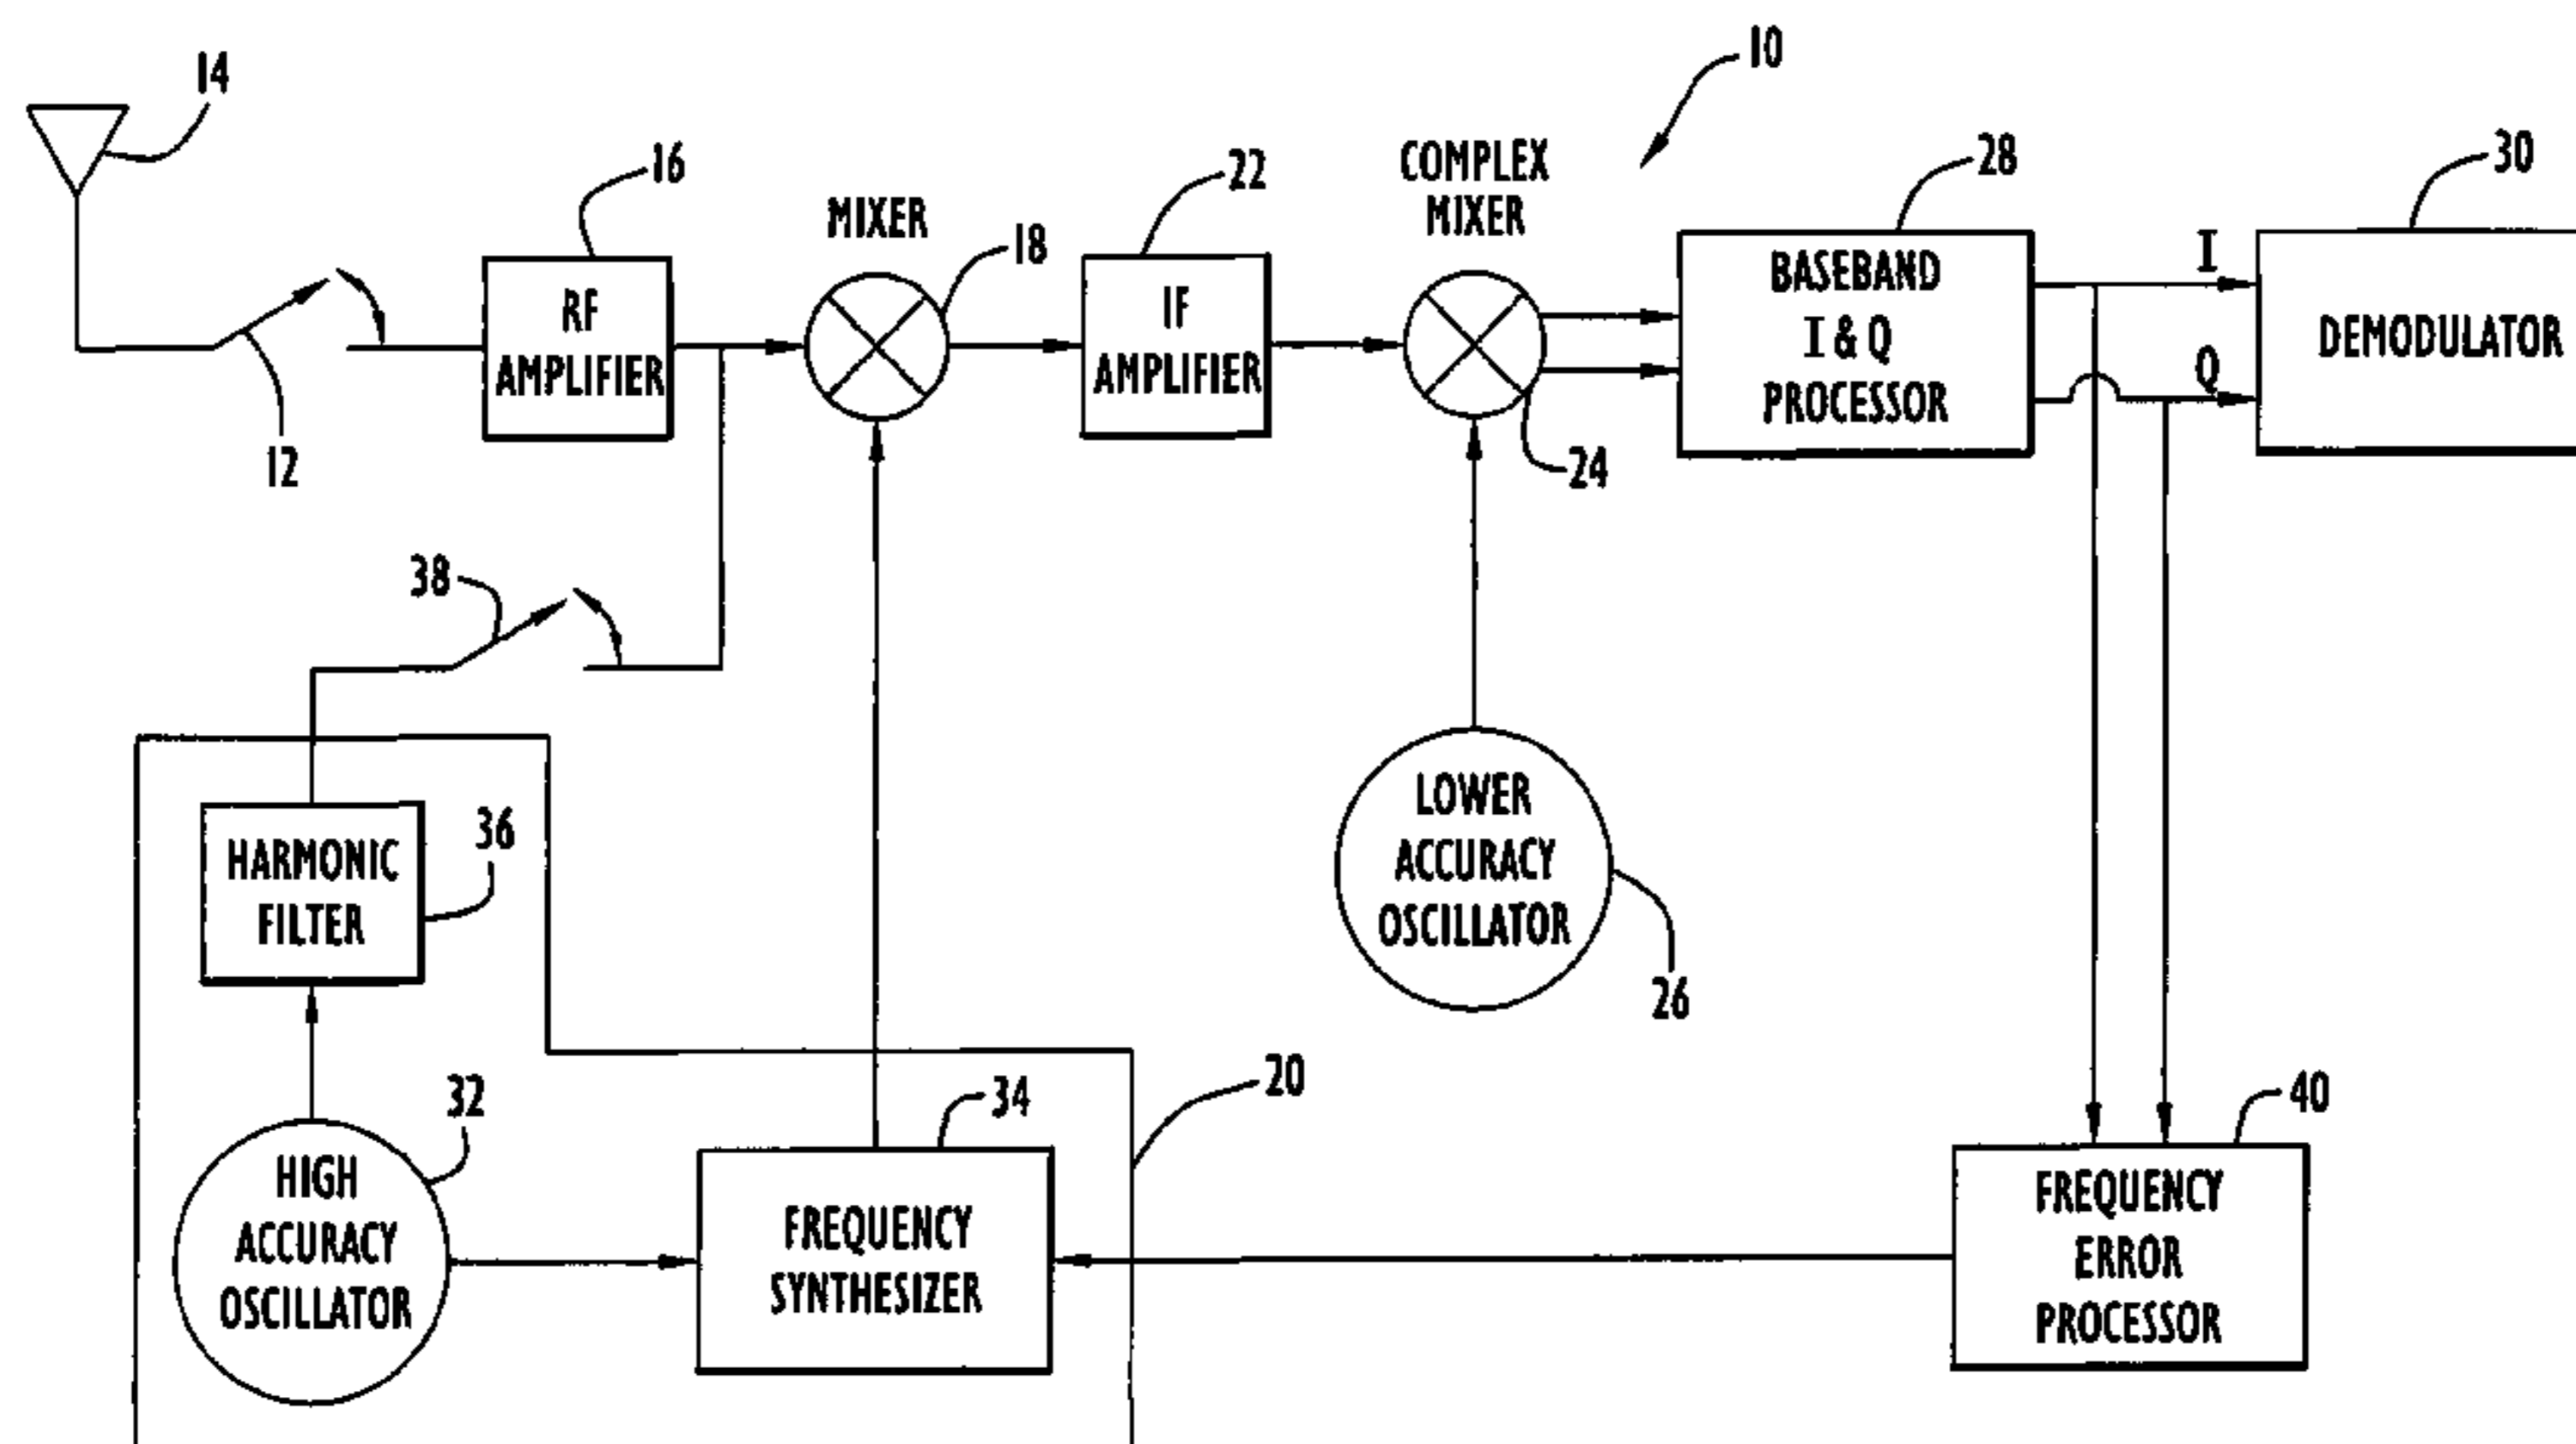 10
14
16
MIXER
18
22
COMPLEX
MIXER
28
30
RF
AMPLIFIER
IF
AMPLIFIER
BASEBAND
I & Q
PROCESSOR
I
Q
DEMODULATOR
12
24
38
HARMONIC
FILTER
36
LOWER
ACCURACY
OSCILLATOR
26
32
34
20
40
HIGH
ACCURACY
OSCILLATOR
FREQUENCY
SYNTHESIZER
FREQUENCY
ERROR
PROCESSOR